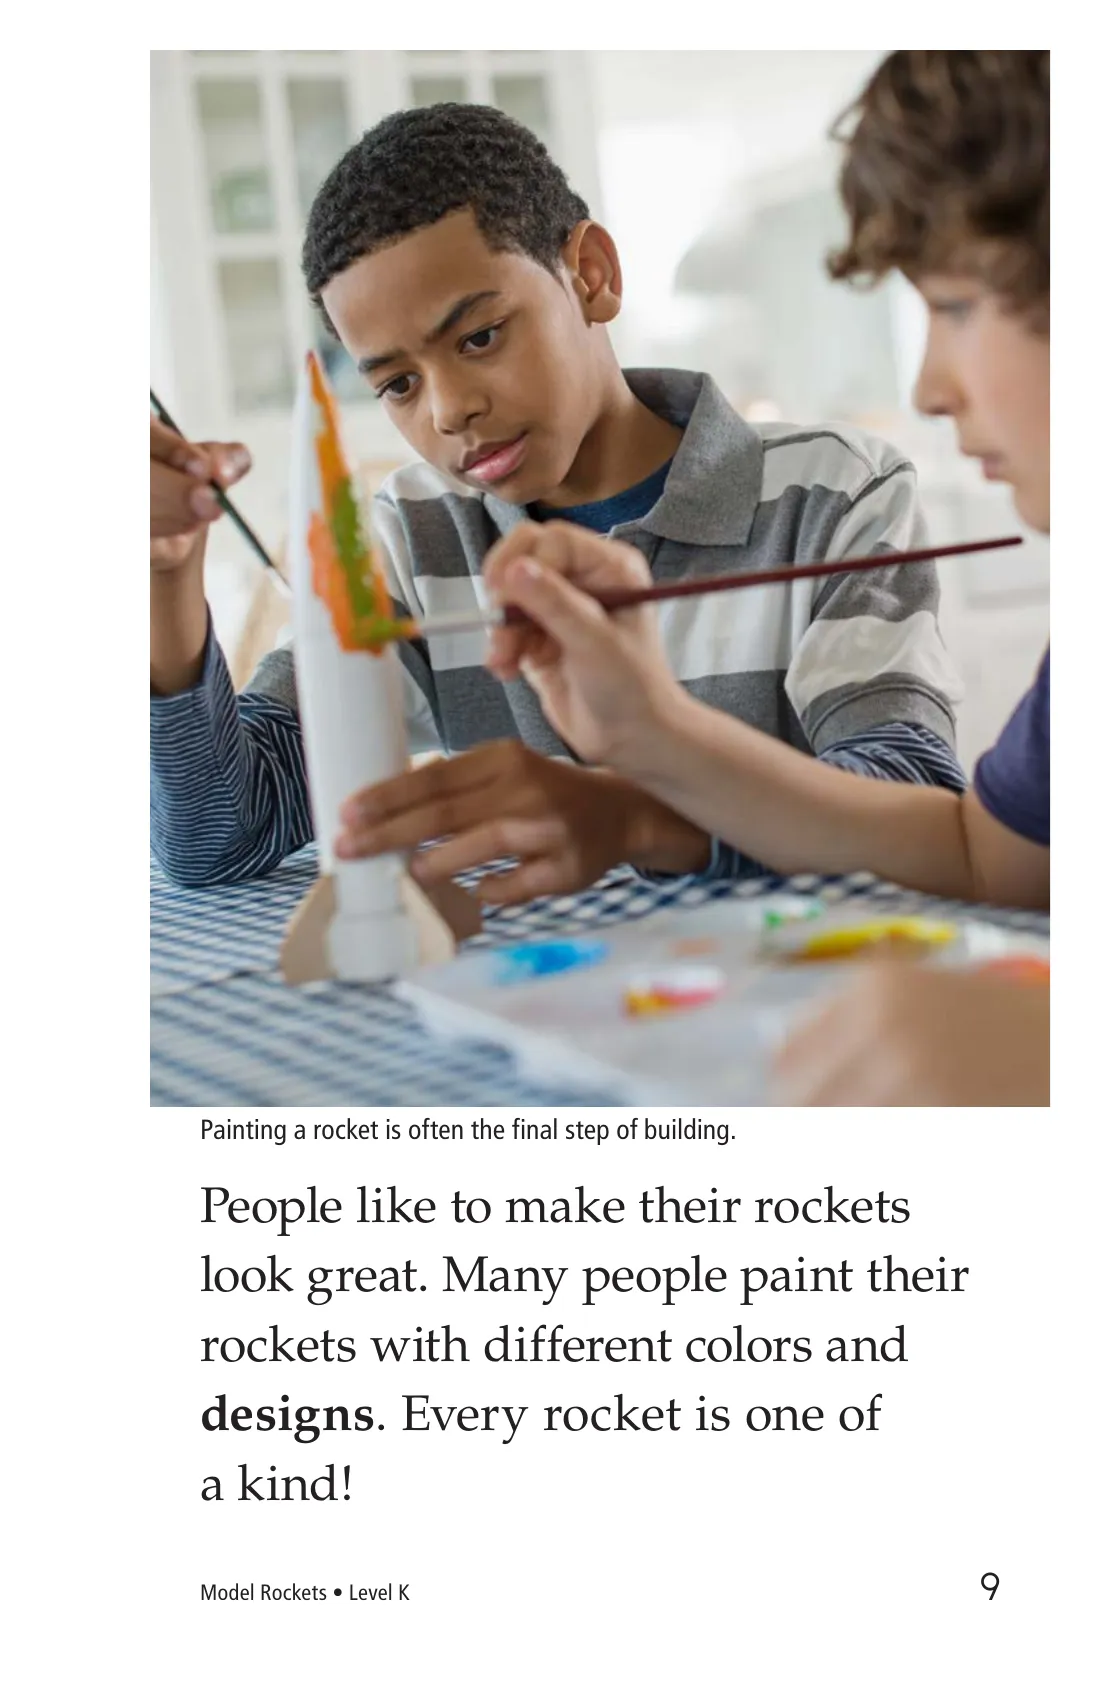 Painting a rocket is often the final step of building.
People like to make their rockets
look great. Many people paint their
rockets with different colors and
designs. Every rocket is one of
a kind!
Model Rockets • Level K
9